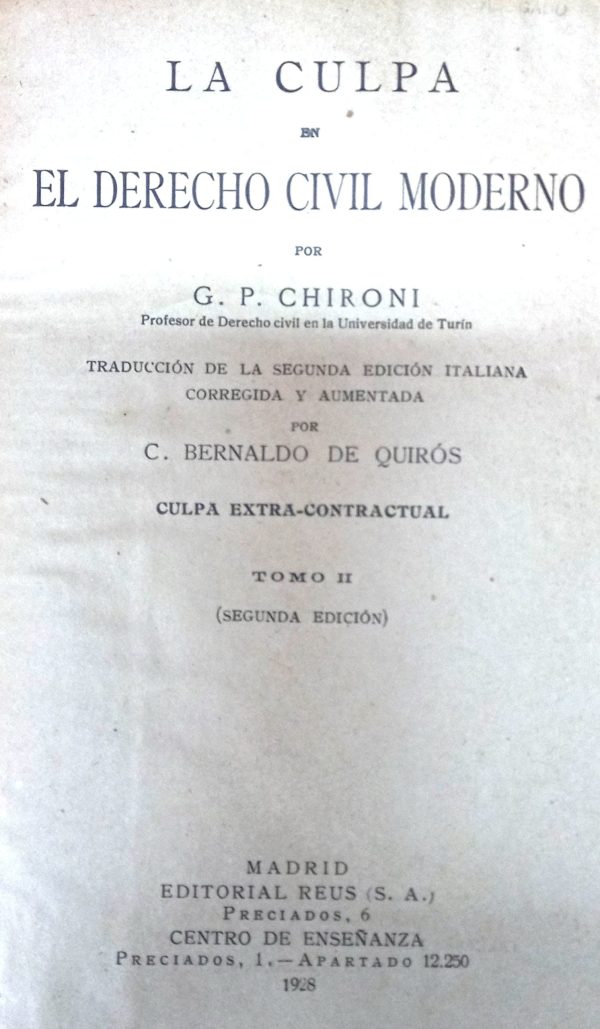 LA CULPA
EN
EL DERECHO CIVIL MODERNO
POR
G. P. CHIRONI
Profesor de Derecho civil en la Universidad de Turín
TRADUCCIÓN DE LA SEGUNDA EDICIÓN ITALIANA
CORREGIDA Y AUMENTADA
POR
C. BERNALDO DE QUIRÓS
CULPA EXTRA-CONTRACTUAL
TOMO II
(SEGUNDA EDICIÓN)
MADRID
EDITORIAL REUS (S. A.)
PRECIADOS, 6
CENTRO DE ENSEÑANZA
PRECIADOS, 1.—APARTADO 12.250
1928